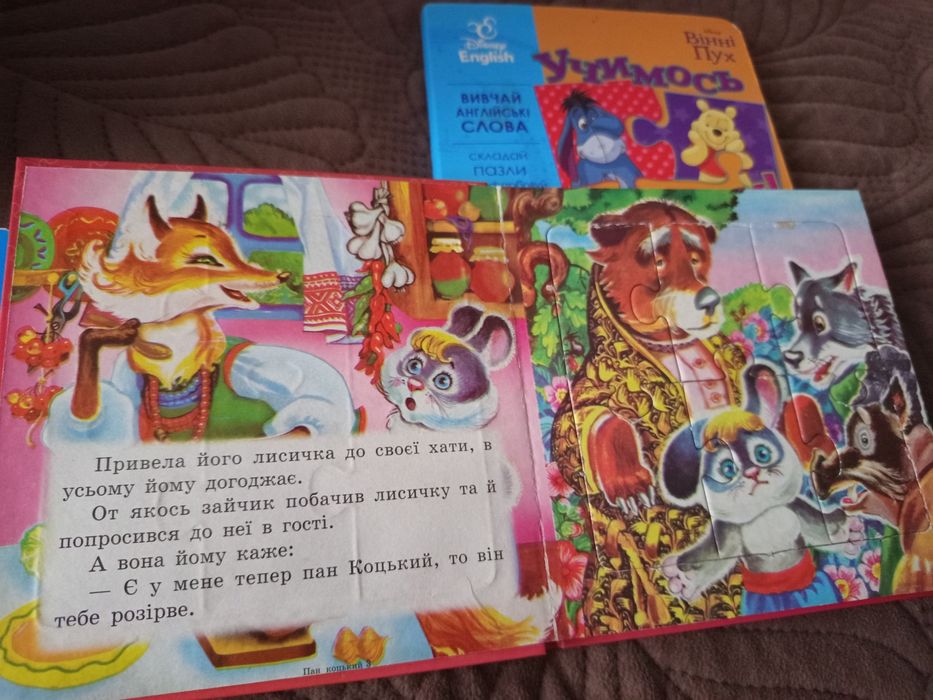 Disney
English
ВИВЧАЙ
АНГЛІЙСЬКІ
СЛОВА
СКЛАДАЙ
ПАЗЛИ
Вінні
Пух
Учимось
Привела його лисичка до своєї хати, в
усьому йому догоджає.
От якось зайчик побачив лисичку та й
попросився до неї в гості.
А вона йому каже:
— Є у мене тепер пан Коцький, то він
тебе розірве.
Пан коцький 3